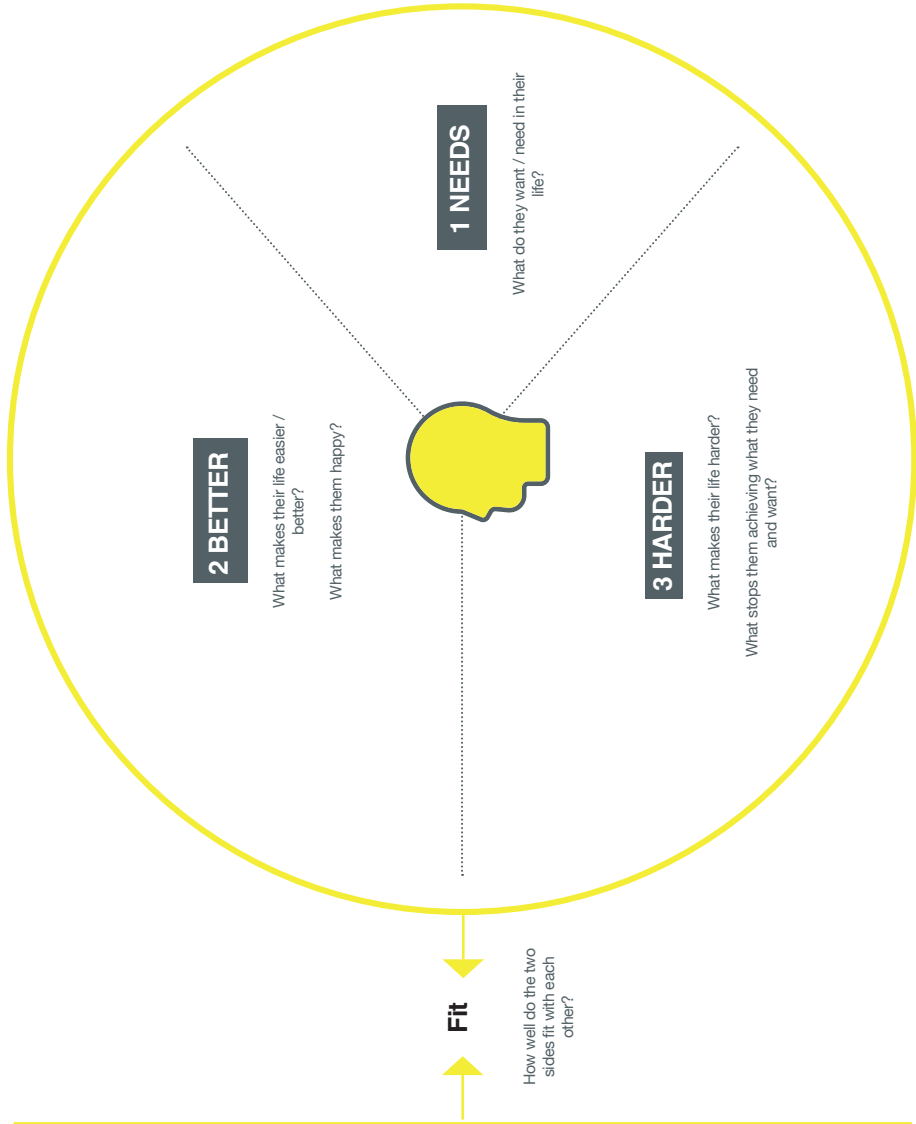 1 NEEDS
What do they want / need in their
life?
2 BETTER
What makes their life easier /
better?
What makes them happy?
3 HARDER
What makes their life harder?
What stops them achieving what they need
and want?
Fit
How well do the two
sides fit with each
other?